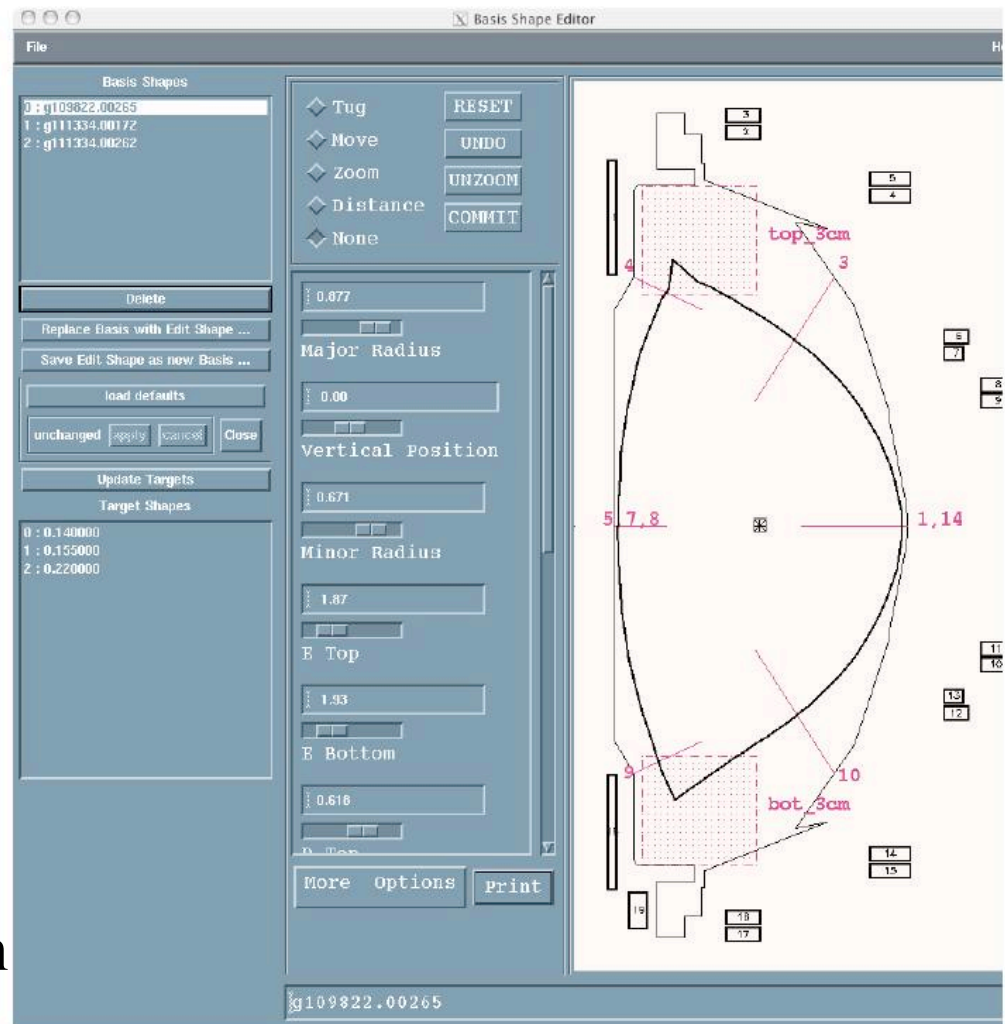 Basis Shape Editor
File
Basis Shapes
0 : g109822.00265
1 : g111334.00172
2 : g111334.00262
Delete
Replace Basis with Edit Shape ...
Save Edit Shape as new Basis ...
load defaults
unchanged apply cancel Close
Update Targets
Target Shapes
0 : 0.140000
1 : 0.155000
2 : 0.220000
Tug
Move
Zoom
Distance
None
RESET
UNDO
UNZOOM
COMMIT
0.877
Major Radius
0.00
Vertical Position
0.671
Minor Radius
1.87
E Top
1.93
E Bottom
0.618
D Top
More Options
Print
3
2
5
4
top_3cm
4
3
6
7
8
9
5,7,8
1,14
11
10
13
12
9
10
bot_3cm
14
15
19
18
17
g109822.00265